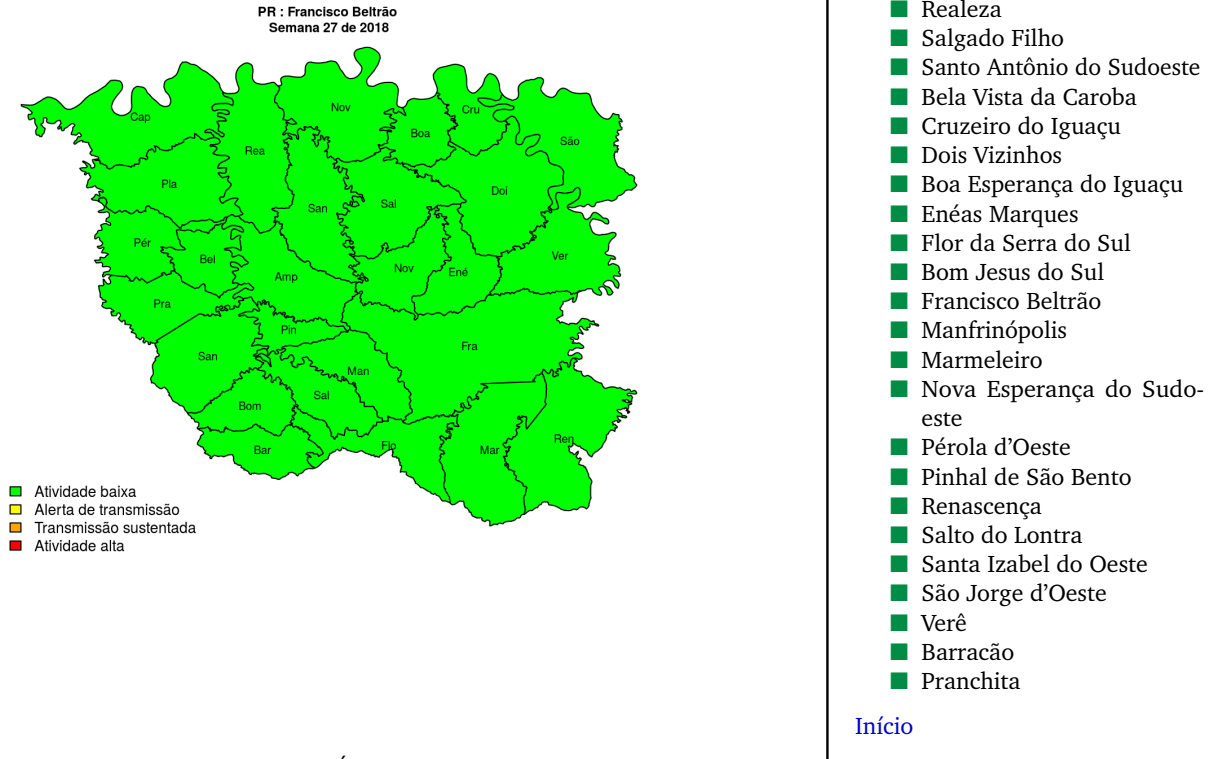 PR : Francisco Beltrão
Semana 27 de 2018
Cap
Nov
Cru
Boa
São
Rea
Pla
Doi
San
Sal
Pér
Bel
Nov
Ené
Ver
Amp
Pra
Pin
Fra
San
Man
Sal
Bom
Bar
Flo
Mar
Ren
Atividade baixa
Alerta de transmissão
Transmissão sustentada
Atividade alta
Realeza
Salgado Filho
Santo Antônio do Sudoeste
Bela Vista da Caroba
Cruzeiro do Iguaçu
Dois Vizinhos
Boa Esperança do Iguaçu
Enéas Marques
Flor da Serra do Sul
Bom Jesus do Sul
Francisco Beltrão
Manfrinópolis
Marmeleiro
Nova Esperança do Sudo-
este
Pérola d'Oeste
Pinhal de São Bento
Renascença
Salto do Lontra
Santa Izabel do Oeste
São Jorge d'Oeste
Verê
Barracão
Pranchita
Início